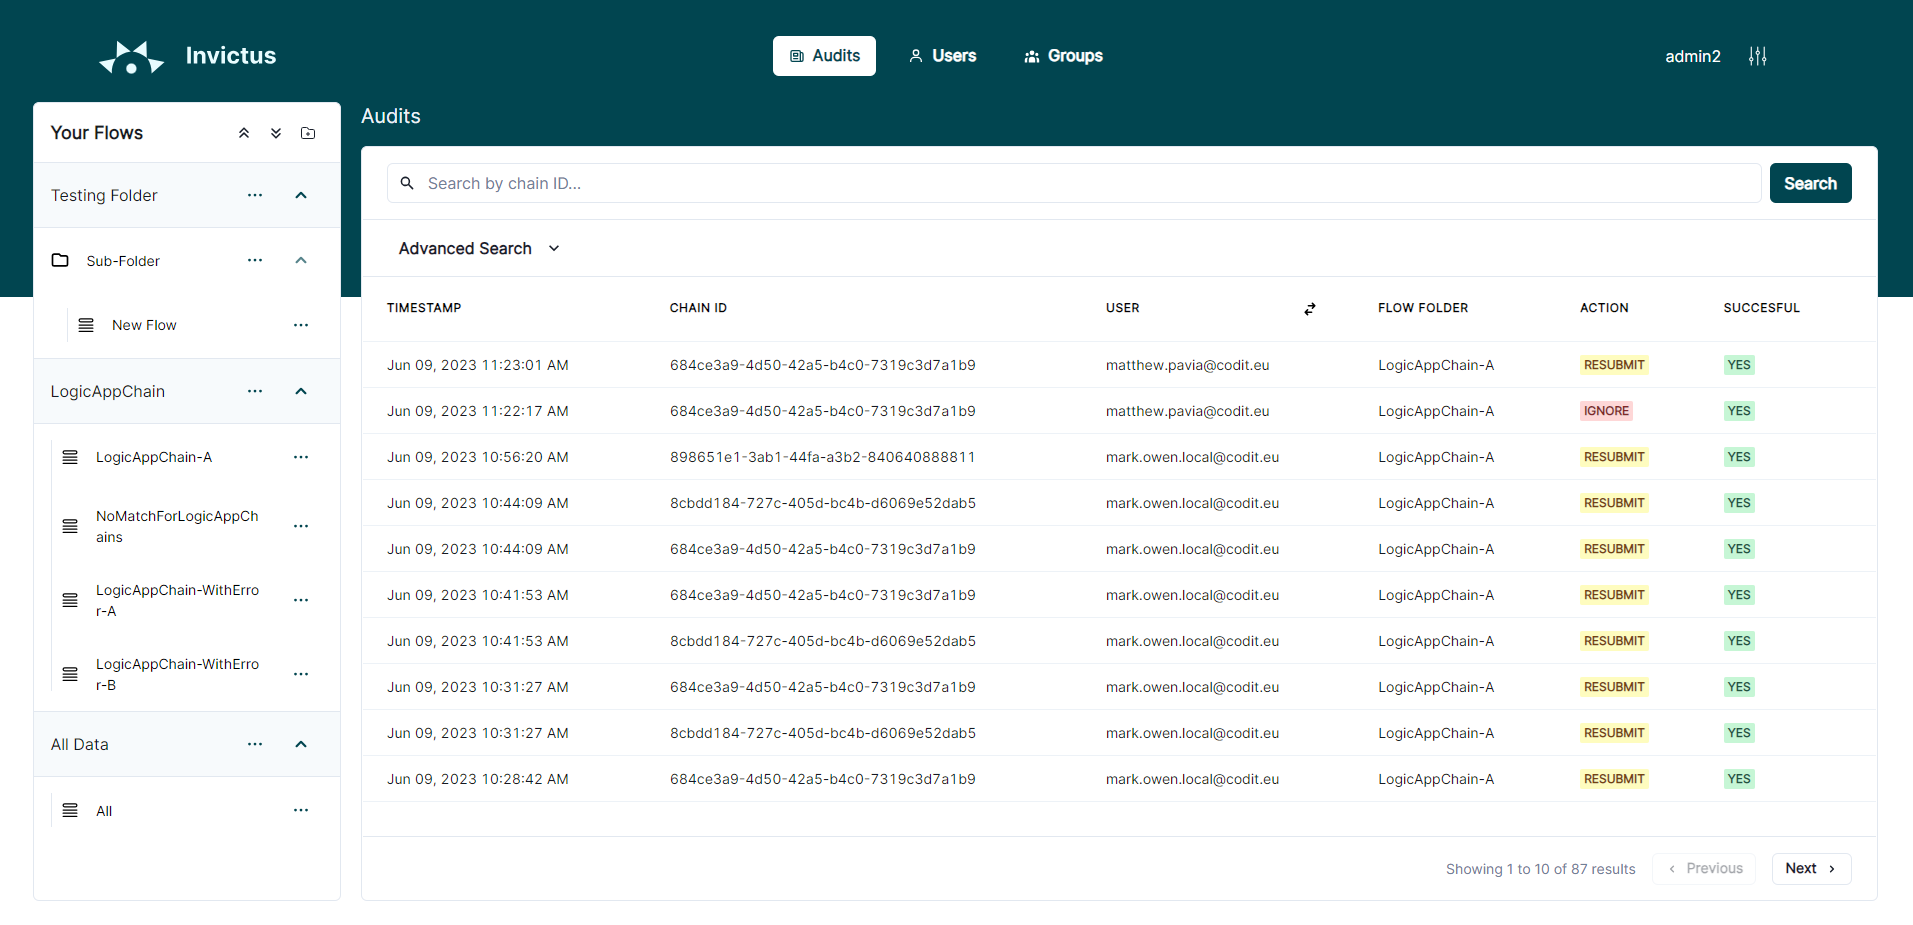 Invictus
Audits
Users
Groups
admin2
Your Flows
Testing Folder
Sub-Folder
New Flow
LogicAppChain
LogicAppChain-A
NoMatchForLogicAppCh
ains
LogicAppChain-WithErro
r-A
LogicAppChain-WithErro
r-B
All Data
All
Audits
Search by chain ID...
Search
Advanced Search
TIMESTAMP CHAIN ID USER FLOW FOLDER ACTION SUCCESFUL
Jun 09, 2023 11:23:01 AM 684ce3a9-4d50-42a5-b4c0-7319c3d7a1b9 matthew.pavia@codit.eu LogicAppChain-A RESUBMIT YES
Jun 09, 2023 11:22:17 AM 684ce3a9-4d50-42a5-b4c0-7319c3d7a1b9 matthew.pavia@codit.eu LogicAppChain-A IGNORE YES
Jun 09, 2023 10:56:20 AM 898651e1-3ab1-44fa-a3b2-840640888811 mark.owen.local@codit.eu LogicAppChain-A RESUBMIT YES
Jun 09, 2023 10:44:09 AM 8cbdd184-727c-405d-bc4b-d6069e52dab5 mark.owen.local@codit.eu LogicAppChain-A RESUBMIT YES
Jun 09, 2023 10:44:09 AM 684ce3a9-4d50-42a5-b4c0-7319c3d7a1b9 mark.owen.local@codit.eu LogicAppChain-A RESUBMIT YES
Jun 09, 2023 10:41:53 AM 684ce3a9-4d50-42a5-b4c0-7319c3d7a1b9 mark.owen.local@codit.eu LogicAppChain-A RESUBMIT YES
Jun 09, 2023 10:41:53 AM 8cbdd184-727c-405d-bc4b-d6069e52dab5 mark.owen.local@codit.eu LogicAppChain-A RESUBMIT YES
Jun 09, 2023 10:31:27 AM 684ce3a9-4d50-42a5-b4c0-7319c3d7a1b9 mark.owen.local@codit.eu LogicAppChain-A RESUBMIT YES
Jun 09, 2023 10:31:27 AM 8cbdd184-727c-405d-bc4b-d6069e52dab5 mark.owen.local@codit.eu LogicAppChain-A RESUBMIT YES
Jun 09, 2023 10:28:42 AM 684ce3a9-4d50-42a5-b4c0-7319c3d7a1b9 mark.owen.local@codit.eu LogicAppChain-A RESUBMIT YES
Showing 1 to 10 of 87 results
Previous
Next